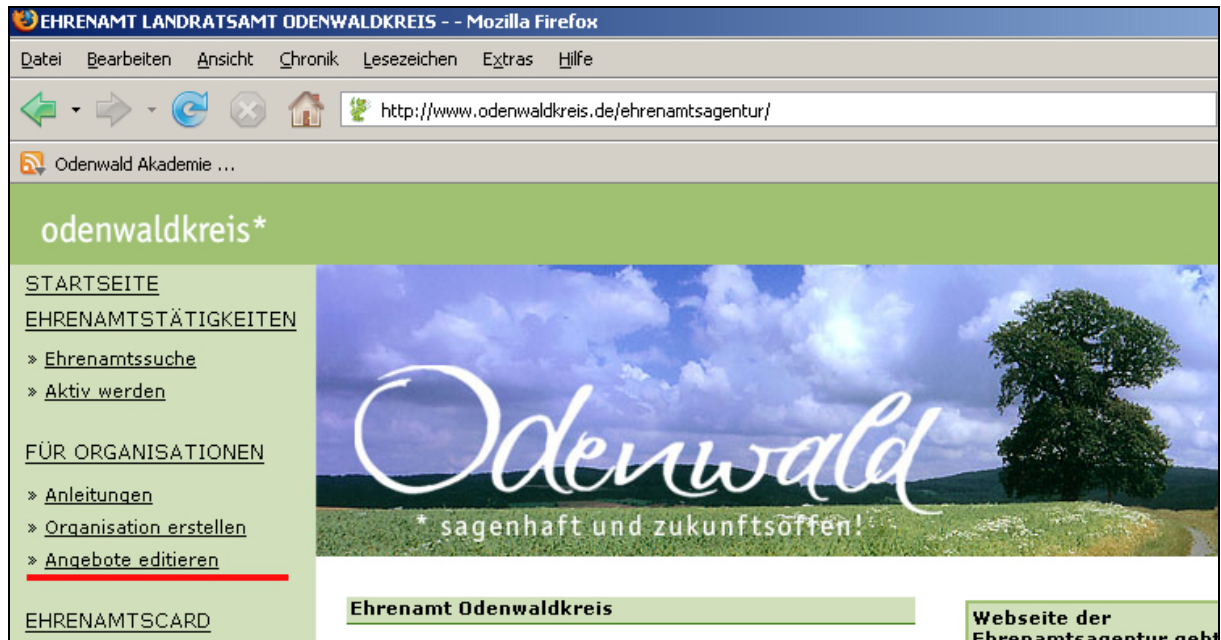 EHRENAMT LANDRATSAMT ODENWALDKREIS - - Mozilla Firefox
Datei Bearbeiten Ansicht Chronik Lesezeichen Extras Hilfe
http://www.odenwaldkreis.de/ehrenamtsagentur/
Odenwald Akademie ...
odenwaldkreis*
STARTSEITE
EHRENAMTSTÄTIGKEITEN
» Ehrenamtssuche
» Aktiv werden
FÜR ORGANISATIONEN
» Anleitungen
» Organisation erstellen
» Angebote editieren
EHRENAMTSCARD
Odenwald
* sagenhaft und zukunftsoffen!
Ehrenamt Odenwaldkreis
Webseite der
Ehrenamtsagentur geht